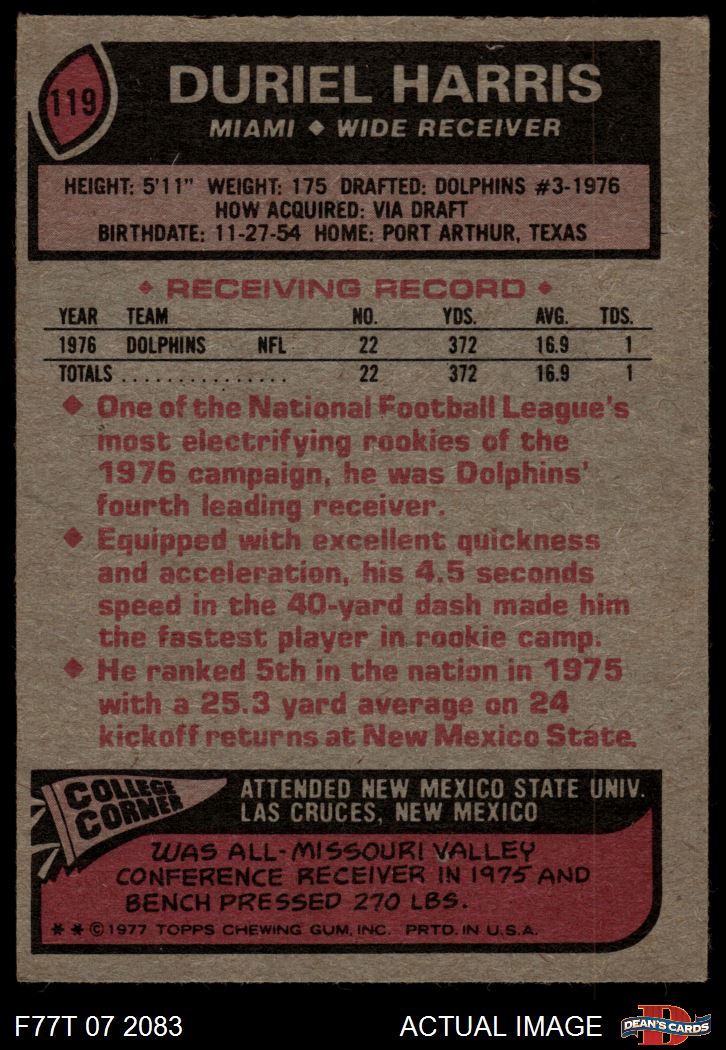 119
DURIEL HARRIS
MIAMI ◆ WIDE RECEIVER
HEIGHT: 5'11" WEIGHT: 175 DRAFTED: DOLPHINS #3-1976
HOW ACQUIRED: VIA DRAFT
BIRTHDATE: 11-27-54 HOME: PORT ARTHUR, TEXAS
◆ RECEIVING RECORD ◆
YEAR TEAM NO. YDS. AVG. TDS.
1976 DOLPHINS NFL 22 372 16.9 1
TOTALS ................ 22 372 16.9 1
◆ One of the National Football League's
most electrifying rookies of the
1976 campaign, he was Dolphins'
fourth leading receiver.
◆ Equipped with excellent quickness
and acceleration, his 4.5 seconds
speed in the 40-yard dash made him
the fastest player in rookie camp.
◆ He ranked 5th in the nation in 1975
with a 25.3 yard average on 24
kickoff returns at New Mexico State.
COLLEGE
CORNER
ATTENDED NEW MEXICO STATE UNIV.
LAS CRUCES, NEW MEXICO
WAS ALL-MISSOURI VALLEY
CONFERENCE RECEIVER IN 1975 AND
BENCH PRESSED 270 LBS.
* * © 1977 TOPPS CHEWING GUM, INC. PRTD. IN U.S.A.
F77T 07 2083
ACTUAL IMAGE
D
DEAN'S CARDS